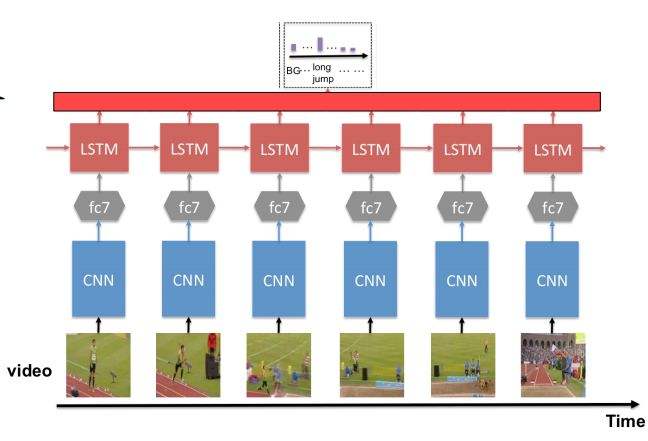 BG ... long ... ...
jump
LSTM LSTM LSTM LSTM LSTM LSTM
fc7 fc7 fc7 fc7 fc7 fc7
CNN CNN CNN CNN CNN CNN
video
Time